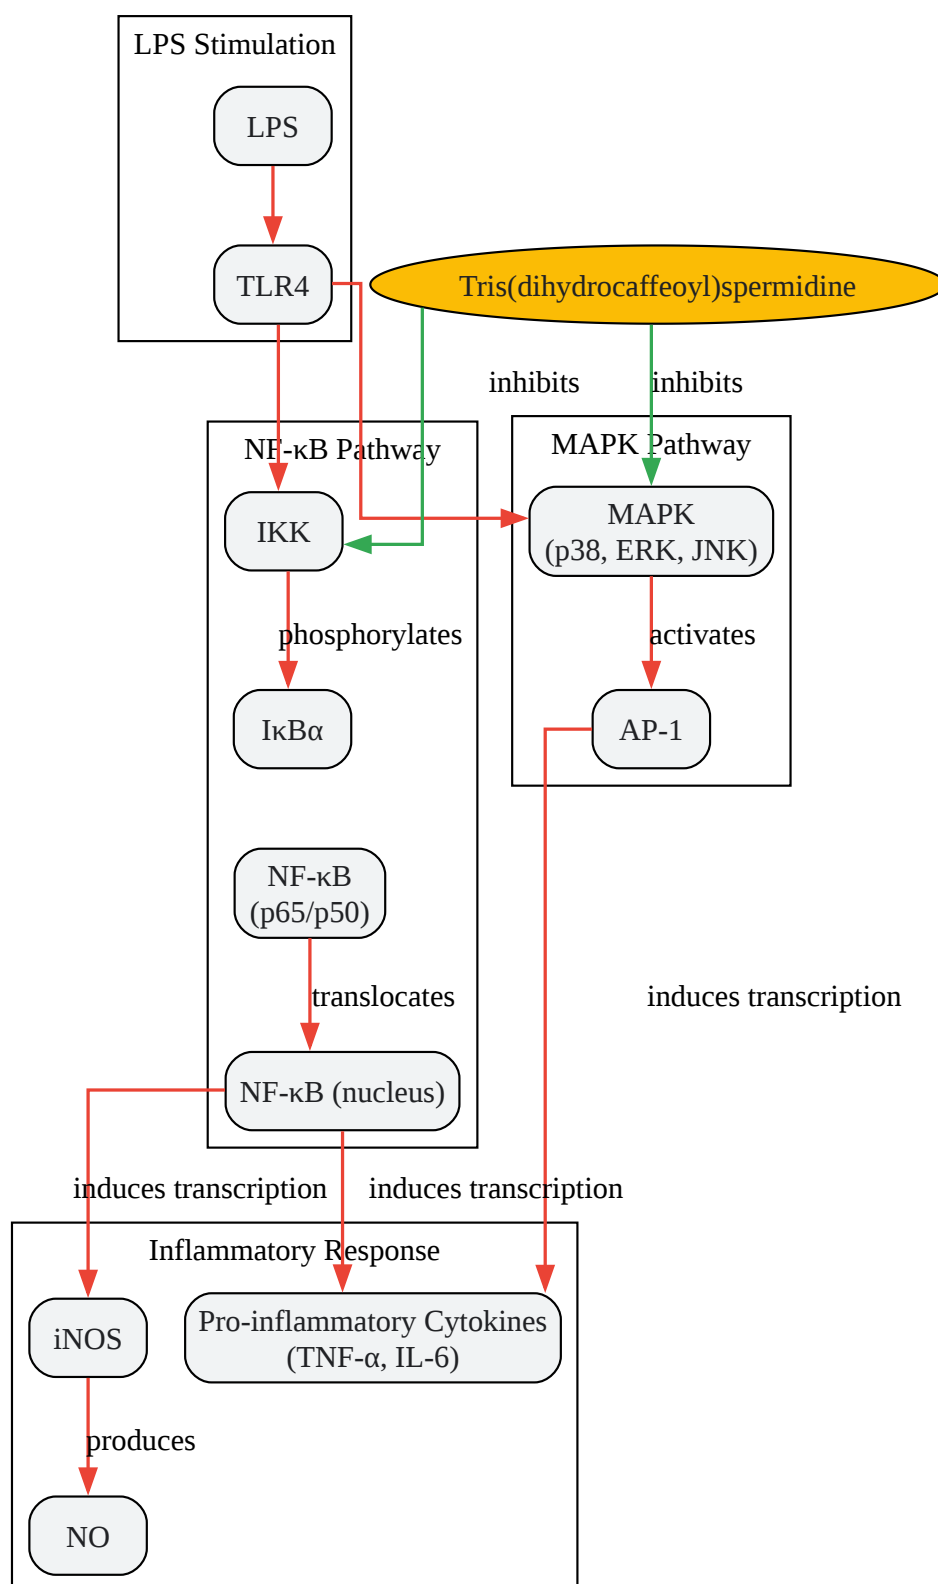 LPS Stimulation
LPS
TLR4
Tris(dihydrocaffeoyl)spermidine
inhibits
inhibits
NF-κB Pathway
MAPK Pathway
IKK
MAPK
(p38, ERK, JNK)
phosphorylates
activates
IκBα
AP-1
NF-κB
(p65/p50)
translocates
induces transcription
NF-κB (nucleus)
induces transcription
induces transcription
Inflammatory Response
iNOS
Pro-inflammatory Cytokines
(TNF-α, IL-6)
produces
NO